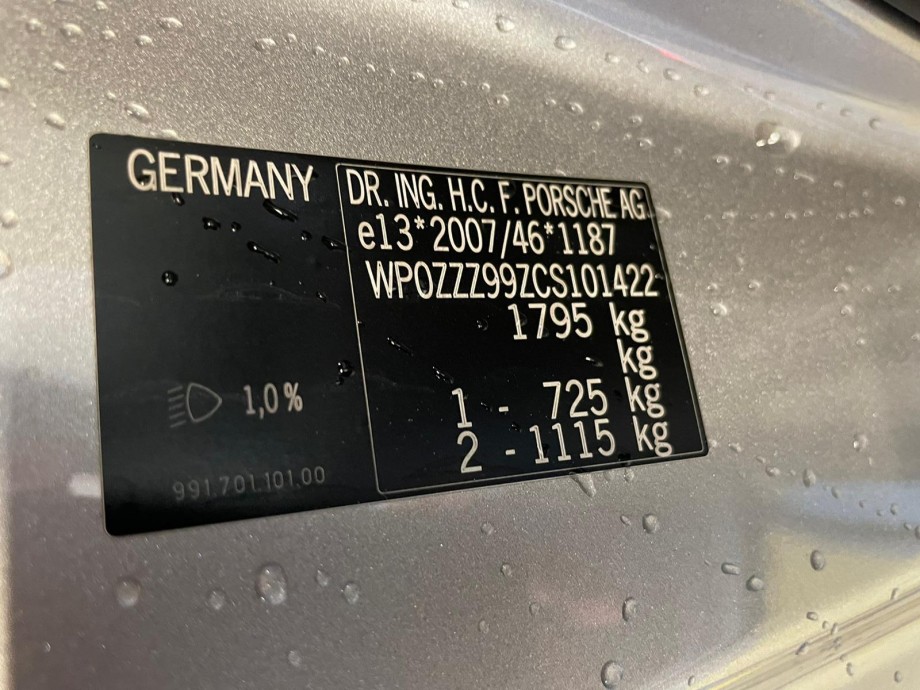 GERMANY
DR. ING. H.C. F. PORSCHE AG.
e13*2007/46*1187
WP0ZZZ99ZCS101422
1795 kg
kg
1 - 725 kg
2 - 1115 kg
1,0%
991.701.101.00